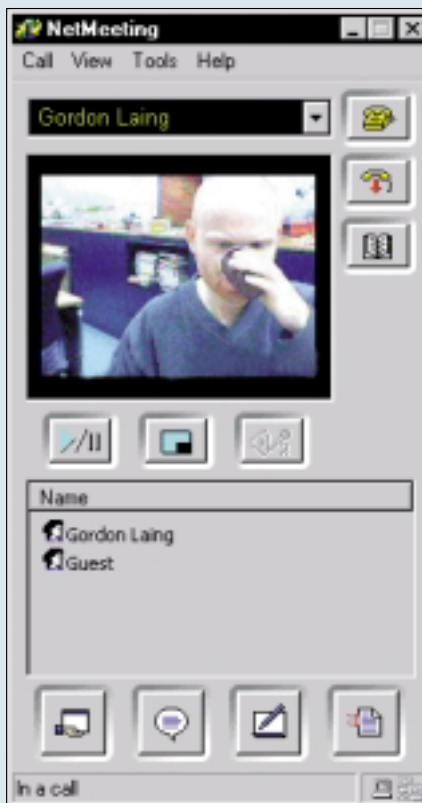 NetMeeting
Call View Tools Help
Gordon Laing
Name
Gordon Laing
Guest
In a call